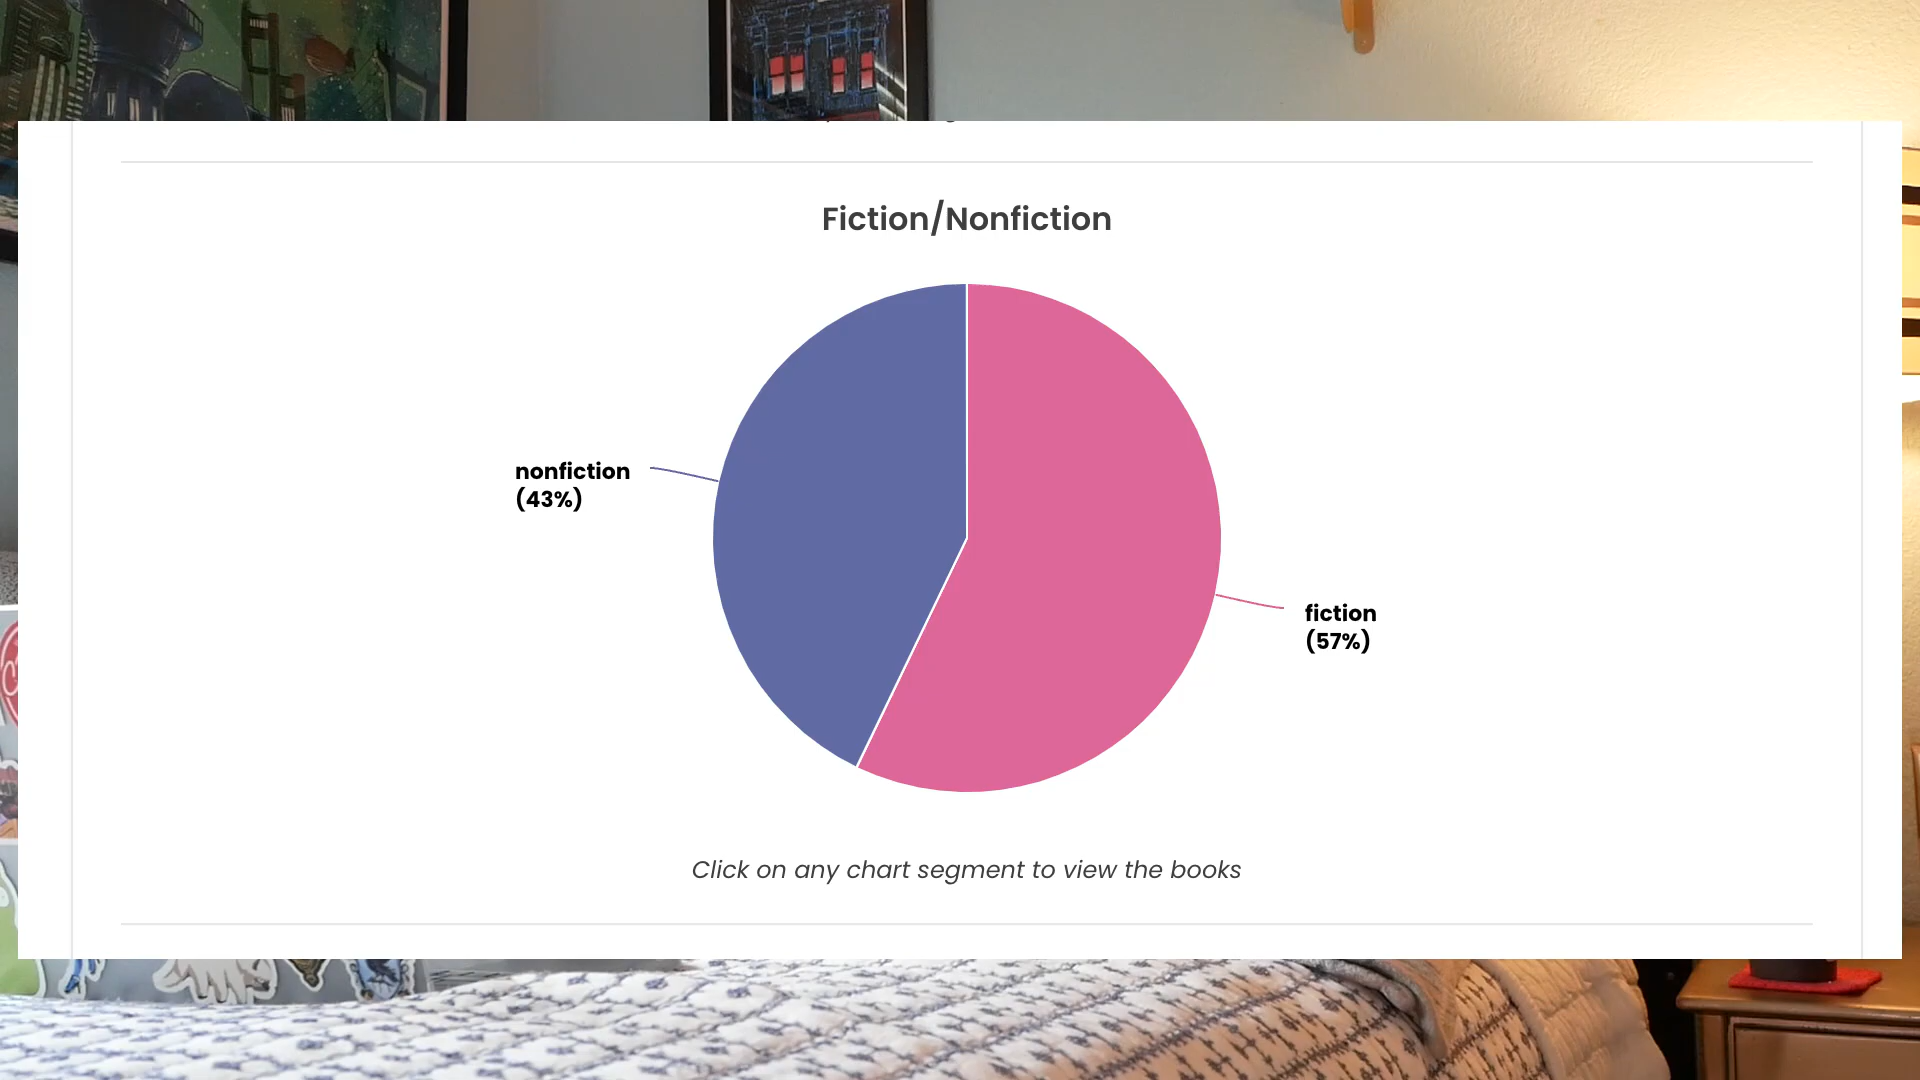 Fiction/Nonfiction
nonfiction
(43%)
fiction
(57%)
Click on any chart segment to view the books